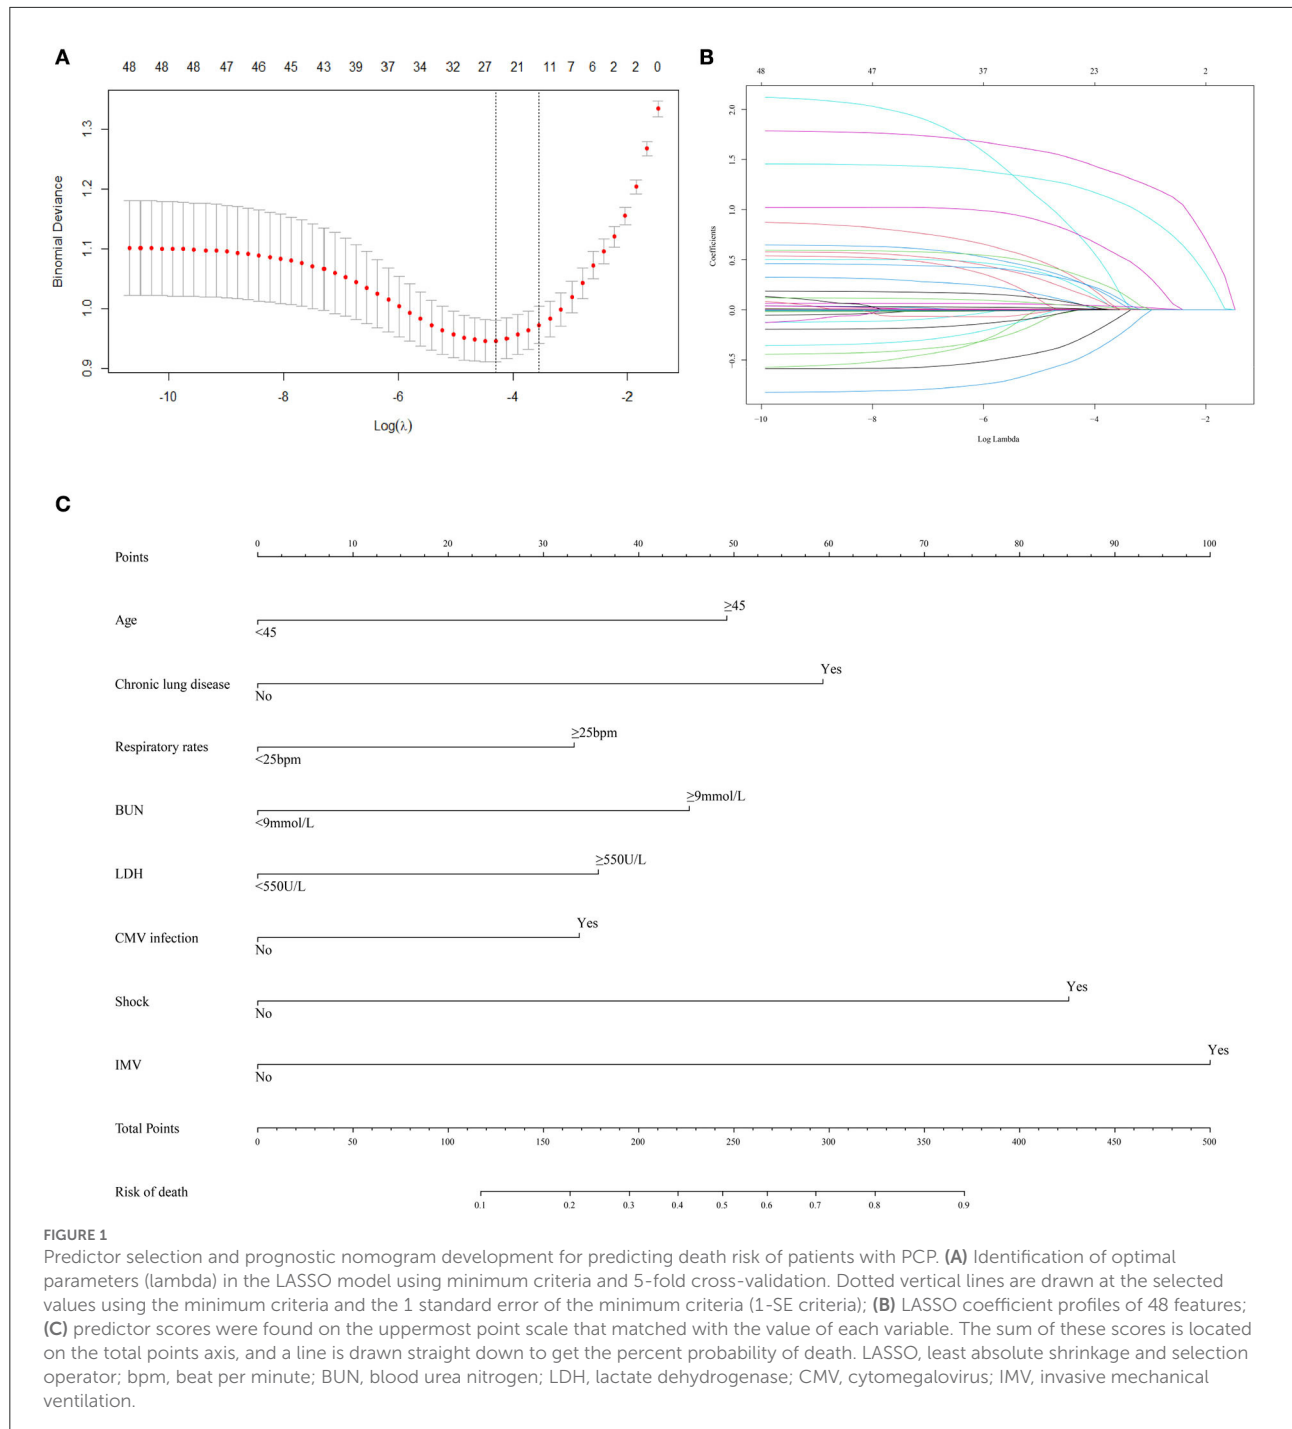 A
48 48 48 47 46 45 43 39 37 34 32 27 21 11 7 6 2 2 0
Binomial Deviance
1.3
1.2
1.1
1.0
0.9
-10 -8 -6 -4 -2
Log(λ)
B
48 47 37 23 2
Coefficients
2.0
1.5
1.0
0.5
0.0
-0.5
-10 -8 -6 -4 -2
Log Lambda
C
Points
0 10 20 30 40 50 60 70 80 90 100
Age
<45
≥45
Chronic lung disease
No
Yes
Respiratory rates
<25bpm
≥25bpm
BUN
<9mmol/L
≥9mmol/L
LDH
<550U/L
≥550U/L
CMV infection
No
Yes
Shock
No
Yes
IMV
No
Yes
Total Points
0 50 100 150 200 250 300 350 400 450 500
Risk of death
0.1 0.2 0.3 0.4 0.5 0.6 0.7 0.8 0.9
FIGURE 1
Predictor selection and prognostic nomogram development for predicting death risk of patients with PCP. (A) Identification of optimal
parameters (lambda) in the LASSO model using minimum criteria and 5-fold cross-validation. Dotted vertical lines are drawn at the selected
values using the minimum criteria and the 1 standard error of the minimum criteria (1-SE criteria); (B) LASSO coefficient profiles of 48 features;
(C) predictor scores were found on the uppermost point scale that matched with the value of each variable. The sum of these scores is located
on the total points axis, and a line is drawn straight down to get the percent probability of death. LASSO, least absolute shrinkage and selection
operator; bpm, beat per minute; BUN, blood urea nitrogen; LDH, lactate dehydrogenase; CMV, cytomegalovirus; IMV, invasive mechanical
ventilation.